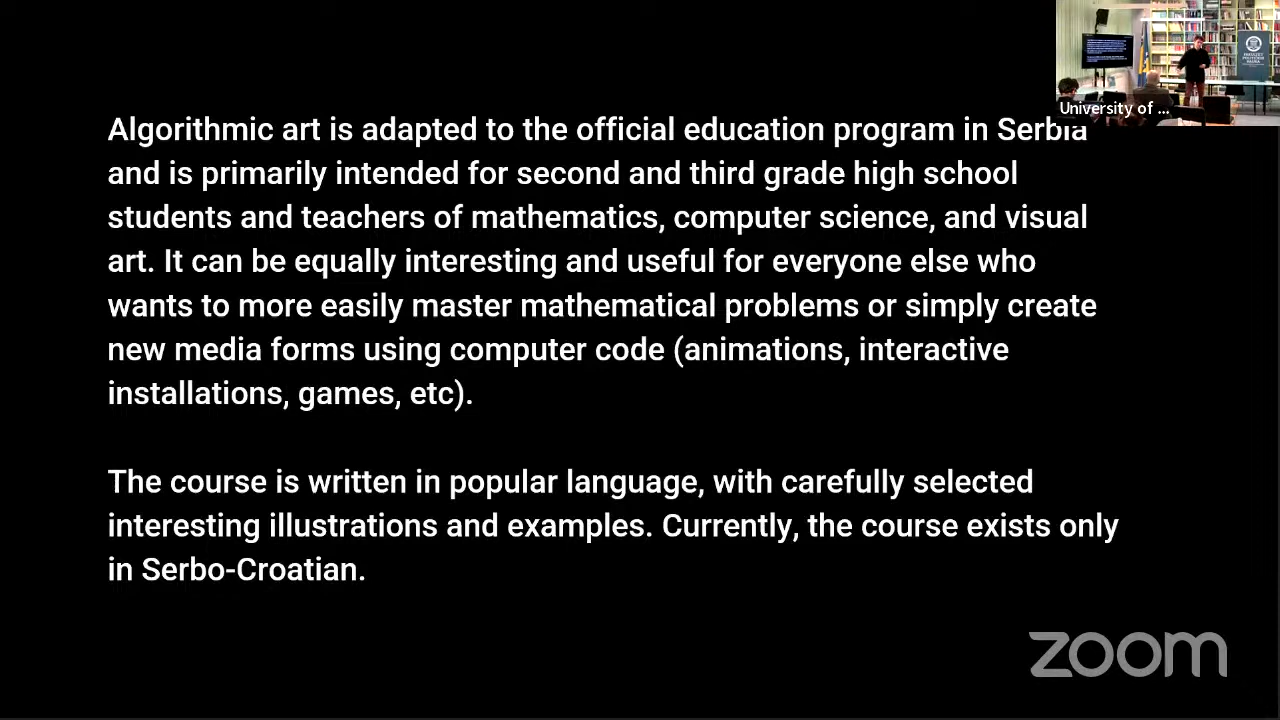 Algorithmic art is adapted to the official education program in Serbia
and is primarily intended for second and third grade high school
students and teachers of mathematics, computer science, and visual
art. It can be equally interesting and useful for everyone else who
wants to more easily master mathematical problems or simply create
new media forms using computer code (animations, interactive
installations, games, etc).
The course is written in popular language, with carefully selected
interesting illustrations and examples. Currently, the course exists only
in Serbo-Croatian.
University of ...
zoom